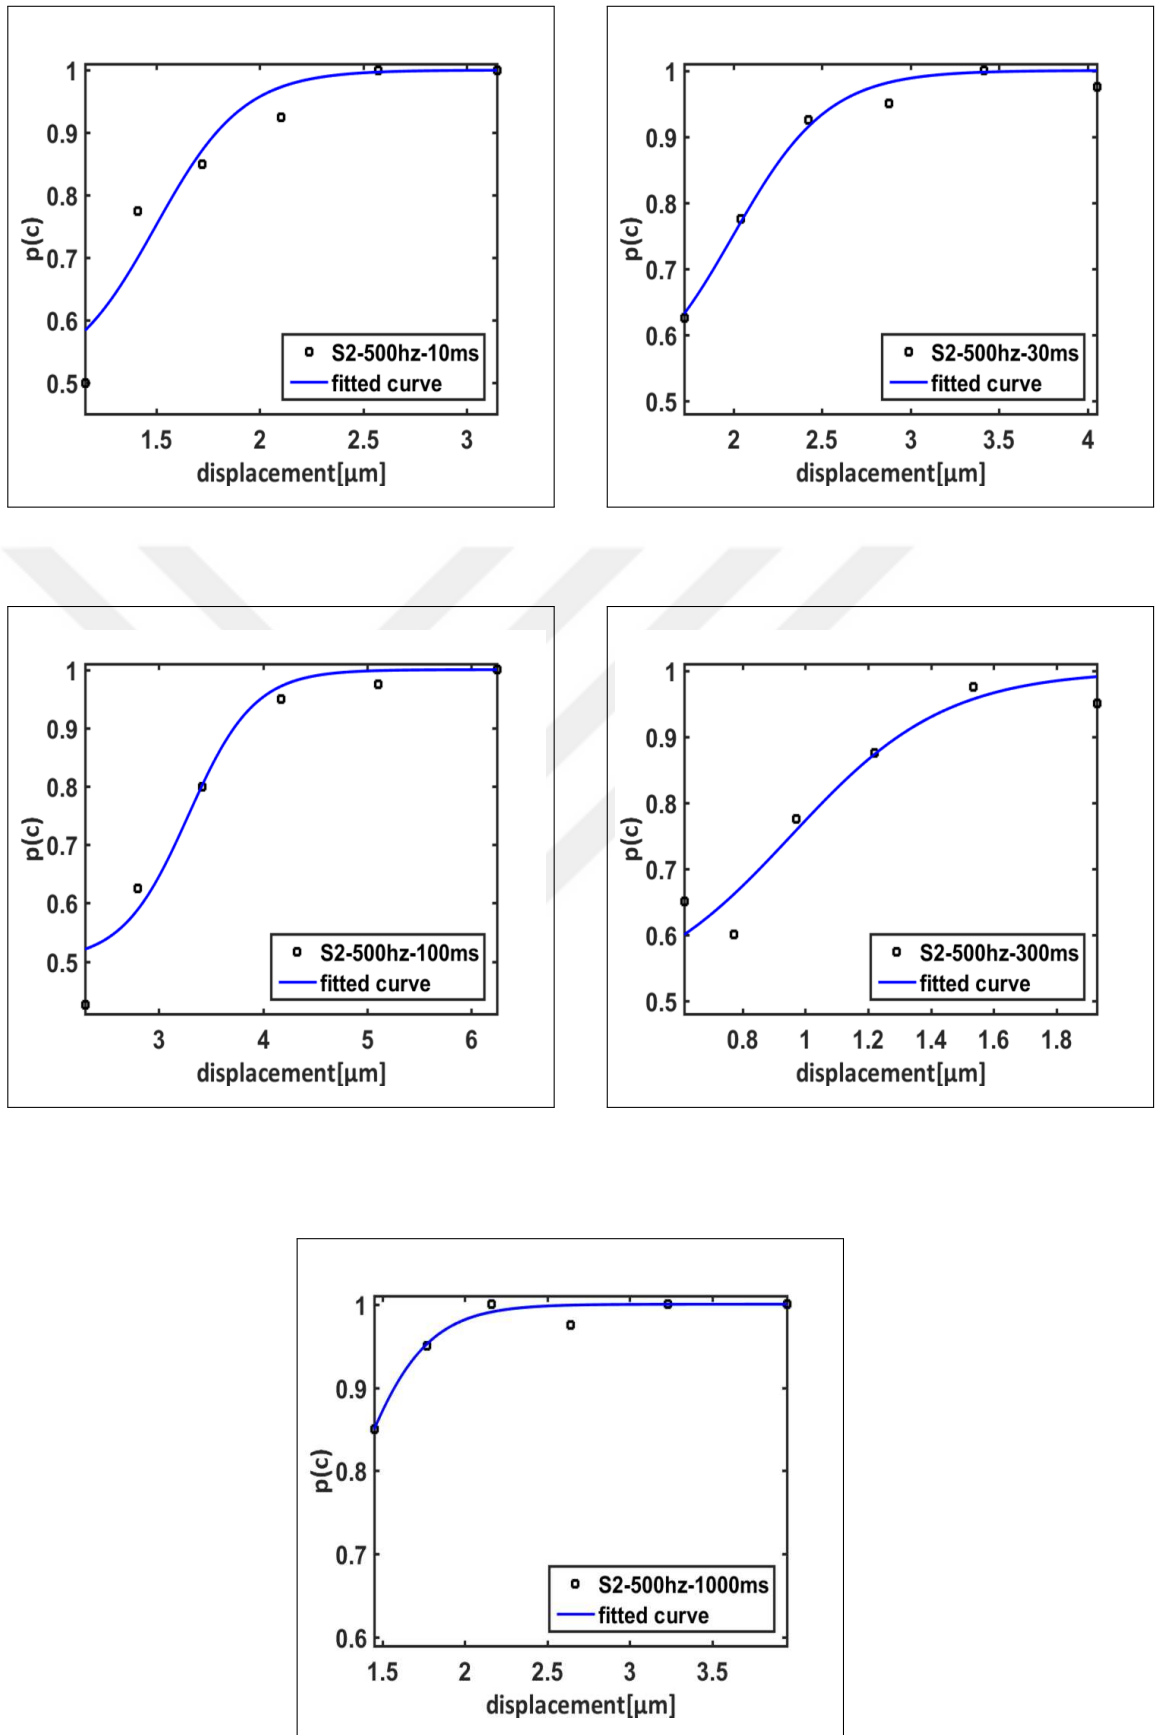 1
0.9
0.8
0.7
0.6
0.5
p(c)
S2-500hz-10ms
fitted curve
1.5 2 2.5 3
displacement[µm]
1
0.9
0.8
0.7
0.6
0.5
p(c)
S2-500hz-30ms
fitted curve
2 2.5 3 3.5 4
displacement[µm]
1
0.9
0.8
0.7
0.6
0.5
p(c)
S2-500hz-100ms
fitted curve
3 4 5 6
displacement[µm]
1
0.9
0.8
0.7
0.6
0.5
p(c)
S2-500hz-300ms
fitted curve
0.8 1 1.2 1.4 1.6 1.8
displacement[µm]
1
0.9
0.8
0.7
0.6
p(c)
S2-500hz-1000ms
fitted curve
1.5 2 2.5 3 3.5
displacement[µm]